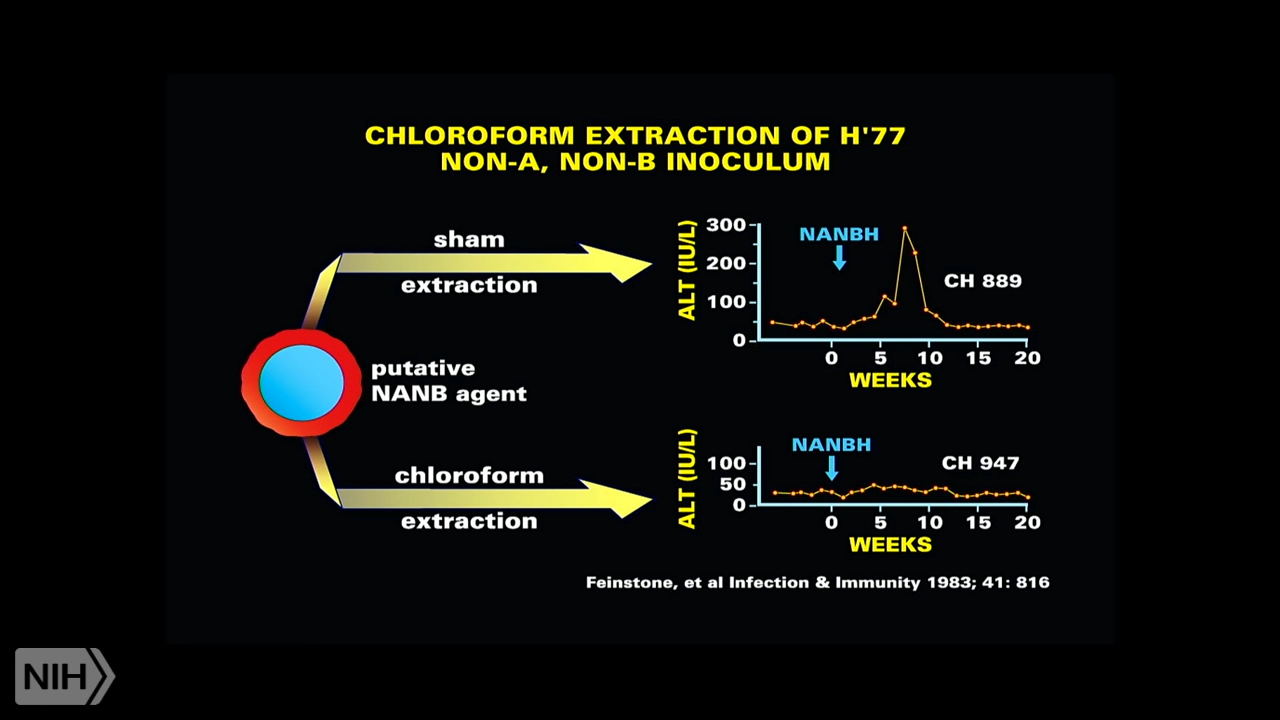 CHLOROFORM EXTRACTION OF H'77
NON-A, NON-B INOCULUM
sham
extraction
putative
NANB agent
chloroform
extraction
ALT (IU/L)
300
200
100
0
NANBH
CH 889
0 5 10 15 20
WEEKS
ALT (IU/L)
100
50
0
NANBH
CH 947
0 5 10 15 20
WEEKS
Feinstone, et al Infection & Immunity 1983; 41: 816
NIH